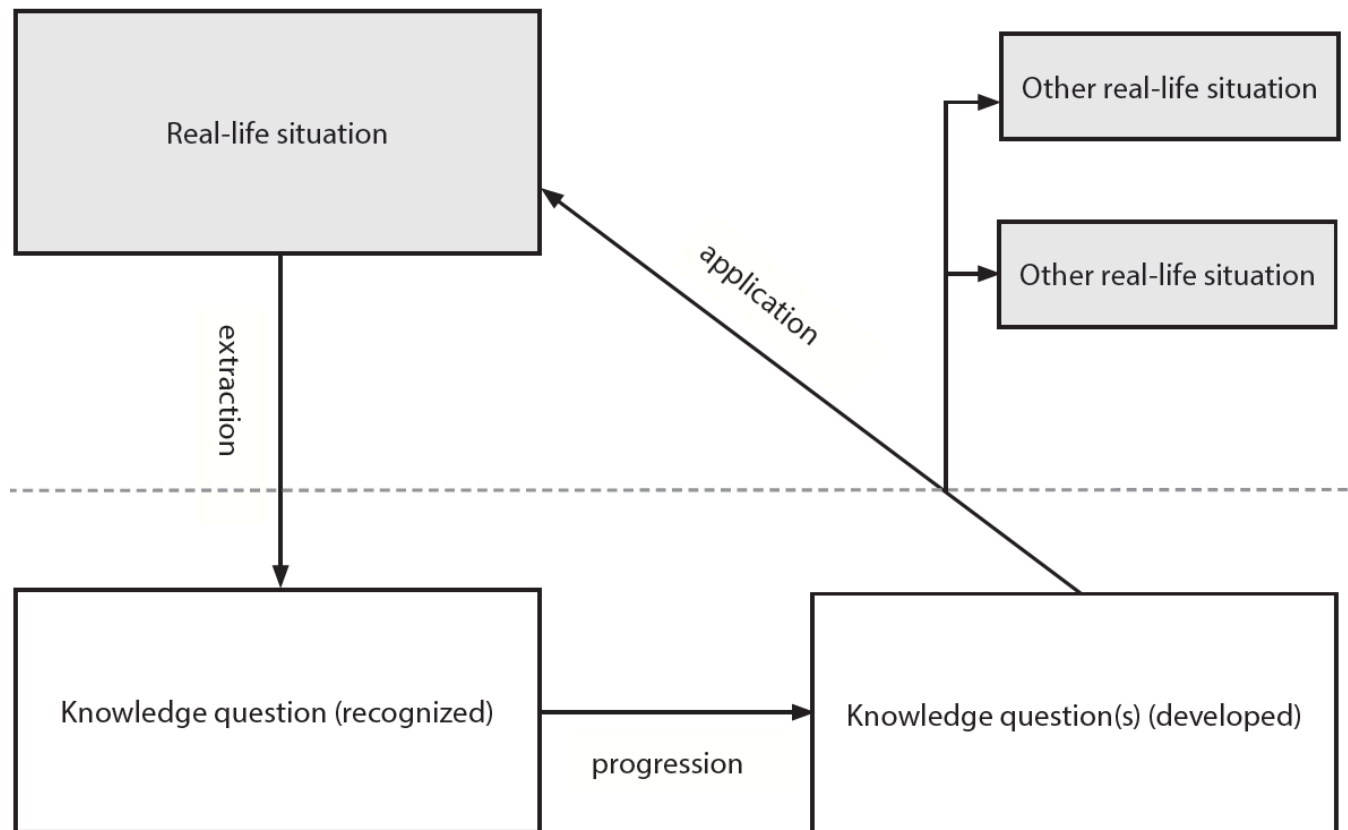 Real-life situation
Other real-life situation
Other real-life situation
application
extraction
Knowledge question (recognized)
Knowledge question(s) (developed)
progression